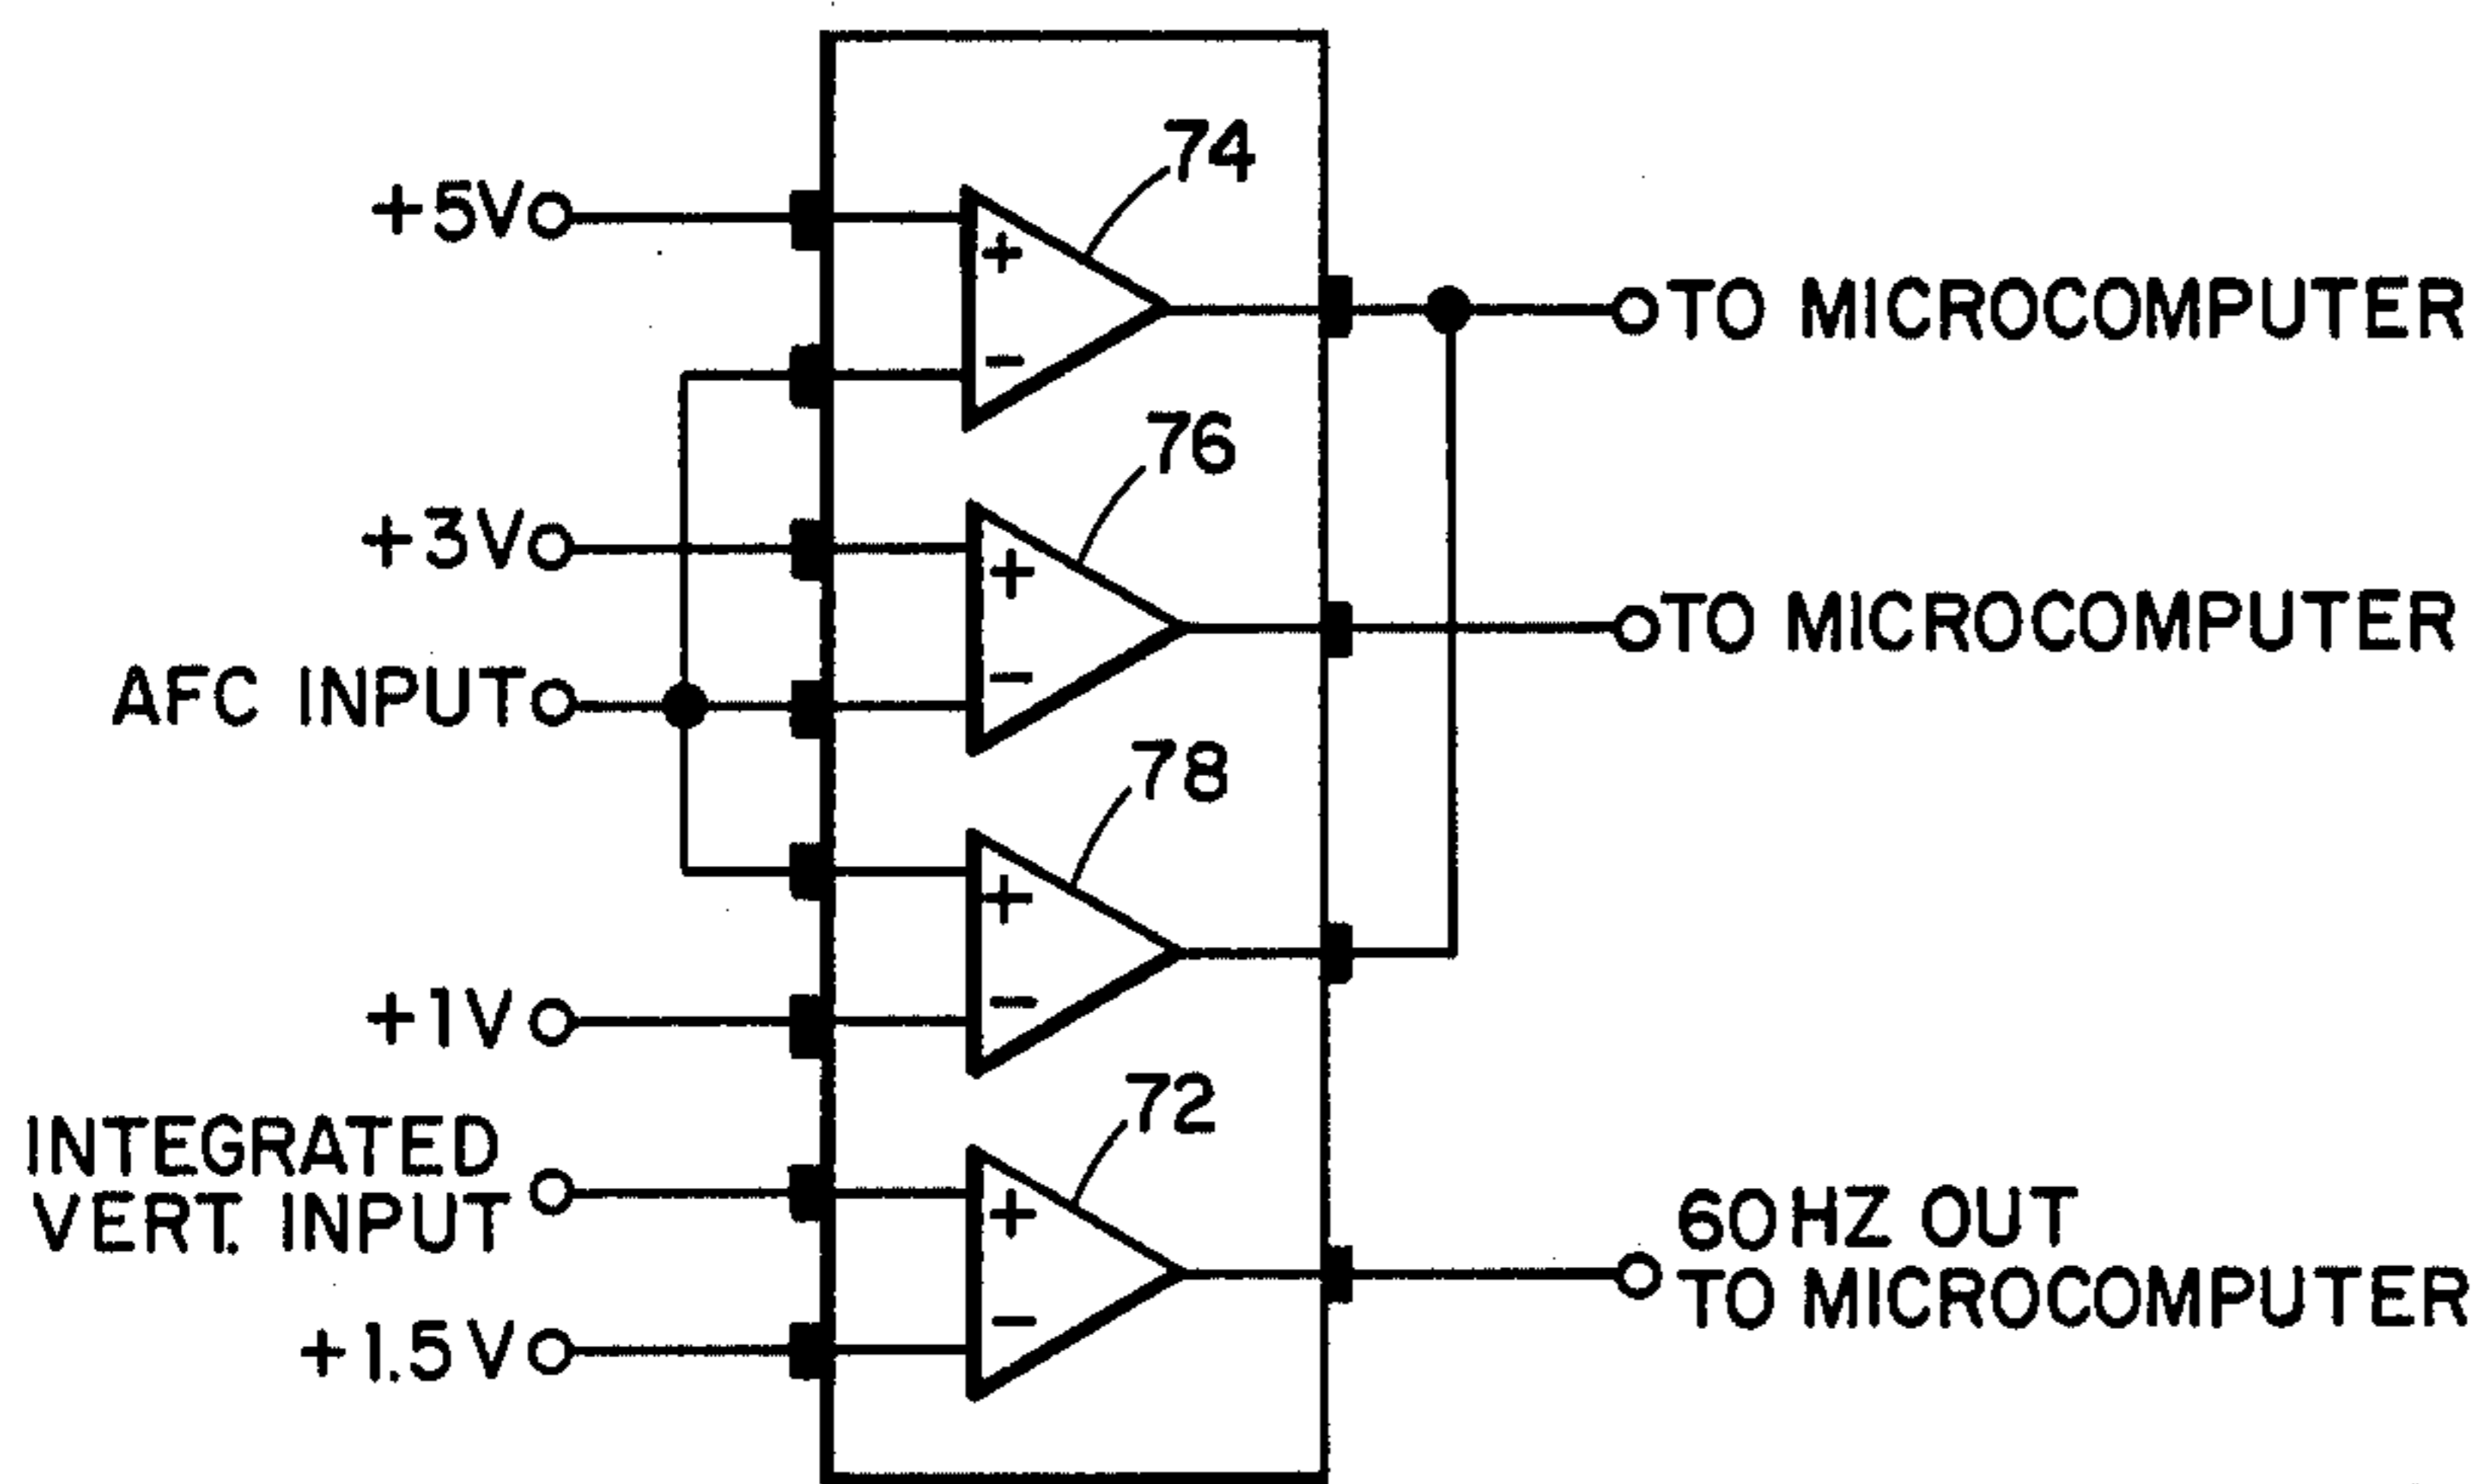 74
+5V
+
TO MICROCOMPUTER
-
76
+3V
+
TO MICROCOMPUTER
AFC INPUT
-
78
+
+1V
-
72
INTEGRATED
VERT. INPUT
+
60HZ OUT
TO MICROCOMPUTER
+1.5V
-